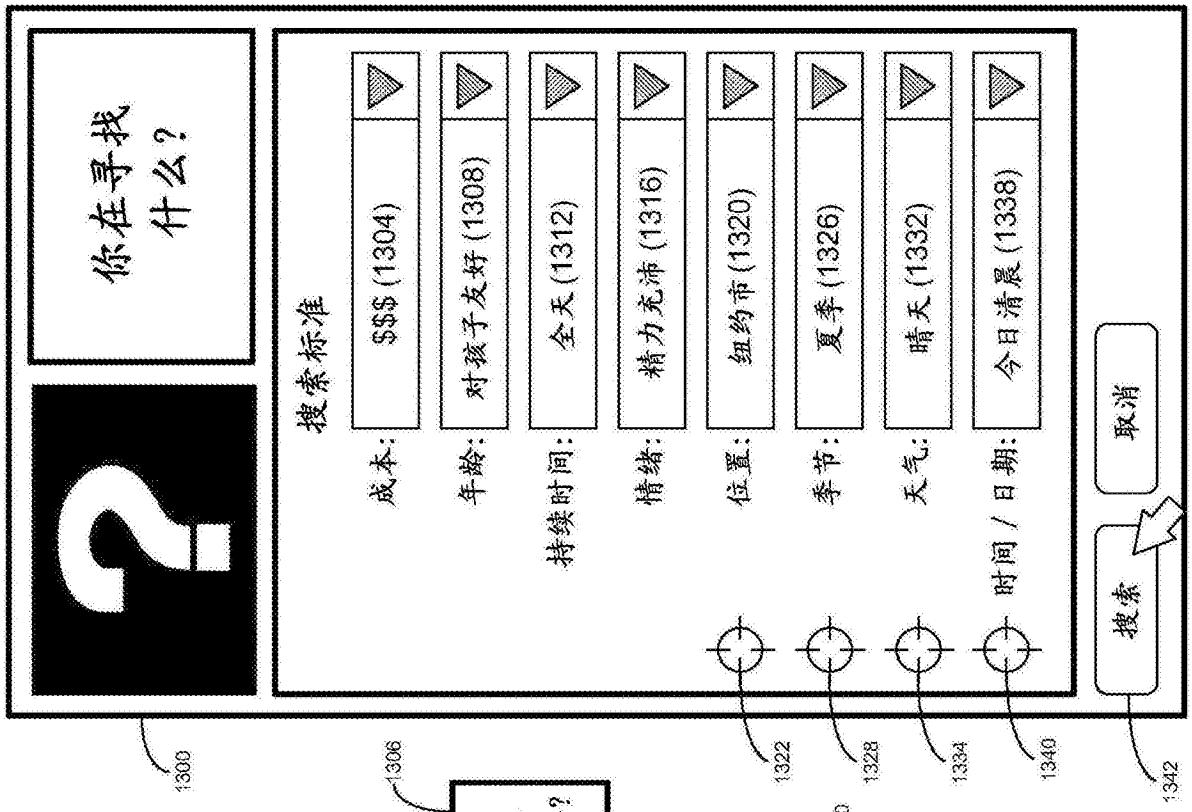 你在寻找
什么?
搜索标准
成本: $$$ (1304)
年龄: 对孩子友好 (1308)
持续时间: 全天 (1312)
情绪: 精力充沛 (1316)
位置: 纽约市 (1320)
季节: 夏季 (1326)
天气: 晴天 (1332)
时间 / 日期: 今日清晨 (1338)
搜索
取消
1300
1306
?
1322
1328
1334
1340
1342